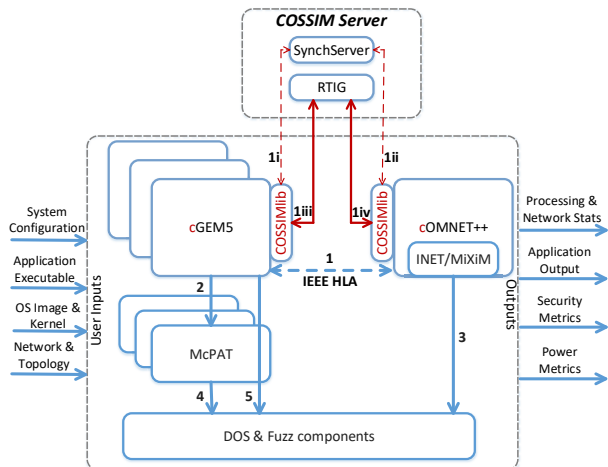 COSSIM Server
SynchServer
RTIG
1i
1ii
cGEM5
COSSIMlib
1iii
1iv
COSSIMlib
cOMNET++
INET/MiXiM
1
IEEE HLA
System
Configuration
Application
Executable
OS Image &
Kernel
Network &
Topology
User Inputs
2
McPAT
3
4
5
DOS & Fuzz components
Outputs
Processing &
Network Stats
Application
Output
Security
Metrics
Power
Metrics